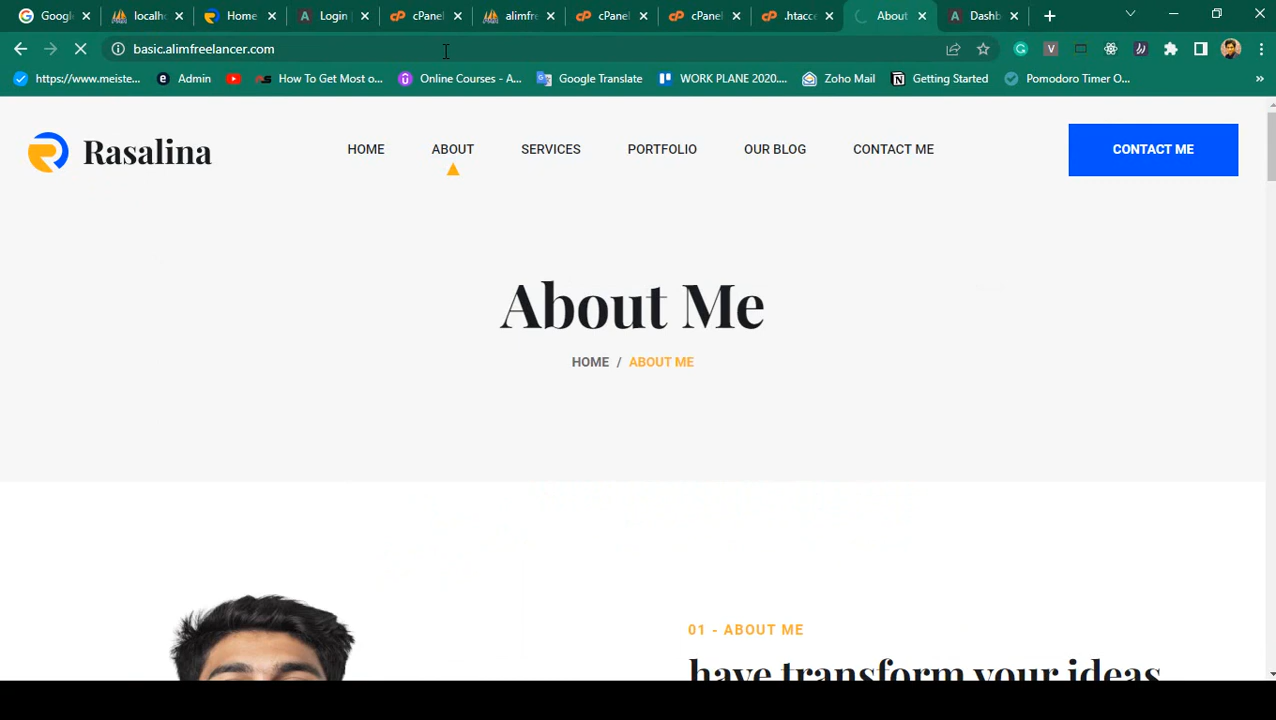 Google
localho
Home
Login
cPanel
alimfre
cPanel
cPanel
.htacce
About
Dashb
basic.alimfreelancer.com
https://www.meiste...
Admin
How To Get Most o...
Online Courses - A...
Google Translate
WORK PLANE 2020....
Zoho Mail
Getting Started
Pomodoro Timer O...
»
Rasalina
HOME
ABOUT
SERVICES
PORTFOLIO
OUR BLOG
CONTACT ME
CONTACT ME
About Me
HOME / ABOUT ME
01 - ABOUT ME
have transform your ideas